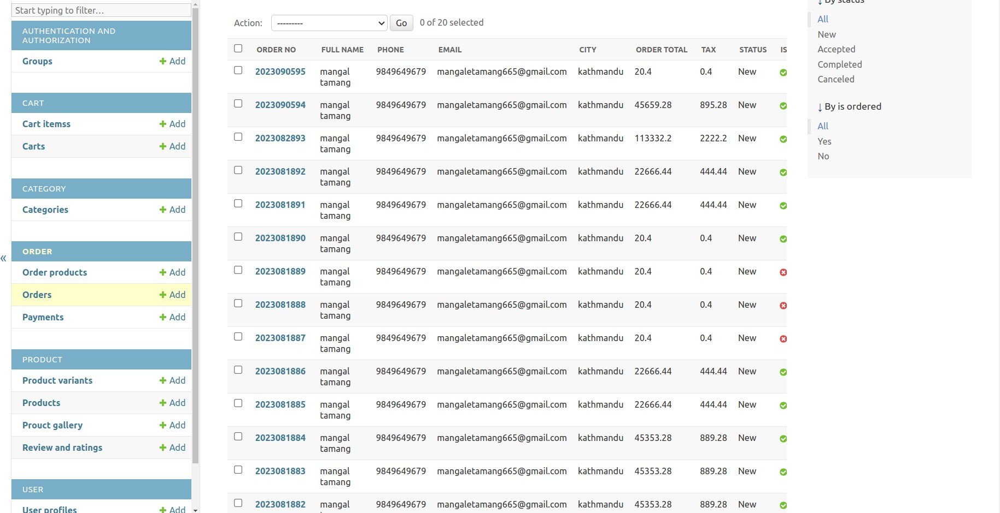 Start typing to filter...
AUTHENTICATION AND
AUTHORIZATION
Groups Add
CART
Cart itemss Add
Carts Add
CATEGORY
Categories Add
«
ORDER
Order products Add
Orders Add
Payments Add
PRODUCT
Product variants Add
Products Add
Prouct gallery Add
Review and ratings Add
USER
User profiles Add
Action: --------- Go 0 of 20 selected
ORDER NO FULL NAME PHONE EMAIL CITY ORDER TOTAL TAX STATUS IS
2023090595 mangal tamang 9849649679 mangaletamang665@gmail.com kathmandu 20.4 0.4 New
2023090594 mangal tamang 9849649679 mangaletamang665@gmail.com kathmandu 45659.28 895.28 New
2023082893 mangal tamang 9849649679 mangaletamang665@gmail.com kathmandu 113332.2 2222.2 New
2023081892 mangal tamang 9849649679 mangaletamang665@gmail.com kathmandu 22666.44 444.44 New
2023081891 mangal tamang 9849649679 mangaletamang665@gmail.com kathmandu 22666.44 444.44 New
2023081890 mangal tamang 9849649679 mangaletamang665@gmail.com kathmandu 20.4 0.4 New
2023081889 mangal tamang 9849649679 mangaletamang665@gmail.com kathmandu 20.4 0.4 New
2023081888 mangal tamang 9849649679 mangaletamang665@gmail.com kathmandu 20.4 0.4 New
2023081887 mangal tamang 9849649679 mangaletamang665@gmail.com kathmandu 20.4 0.4 New
2023081886 mangal tamang 9849649679 mangaletamang665@gmail.com kathmandu 22666.44 444.44 New
2023081885 mangal tamang 9849649679 mangaletamang665@gmail.com kathmandu 22666.44 444.44 New
2023081884 mangal tamang 9849649679 mangaletamang665@gmail.com kathmandu 45353.28 889.28 New
2023081883 mangal tamang 9849649679 mangaletamang665@gmail.com kathmandu 45353.28 889.28 New
2023081882 mangal 9849649679 mangaletamang665@gmail.com kathmandu 45353.28 889.28 New
↓ By status
All
New
Accepted
Completed
Canceled
↓ By is ordered
All
Yes
No